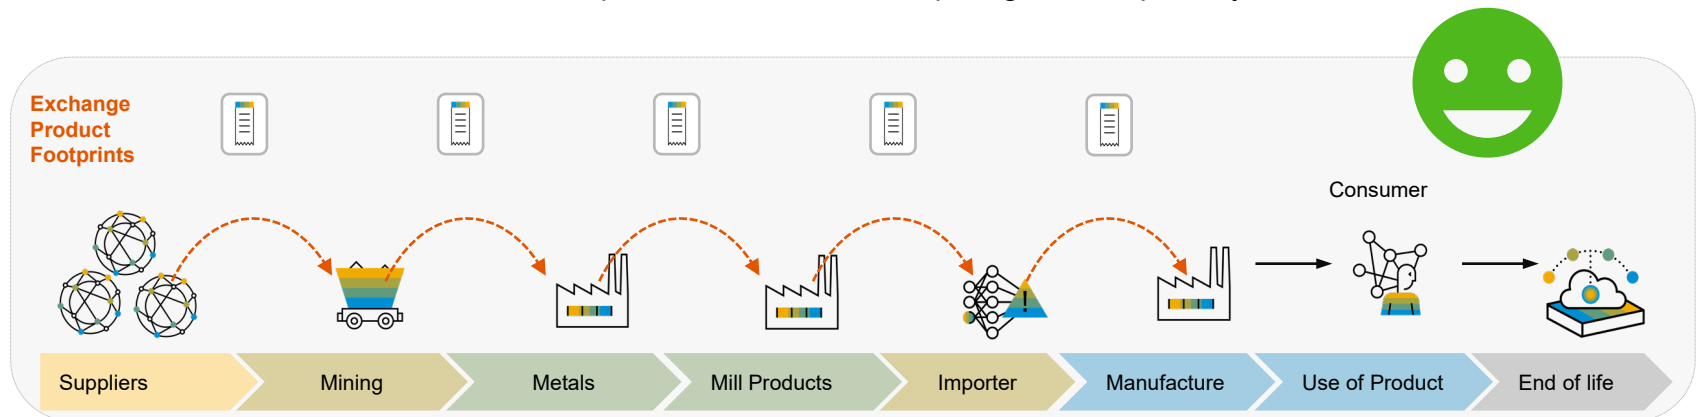 Exchange
Product
Footprints
Consumer
!
Suppliers
Mining
Metals
Mill Products
Importer
Manufacture
Use of Product
End of life